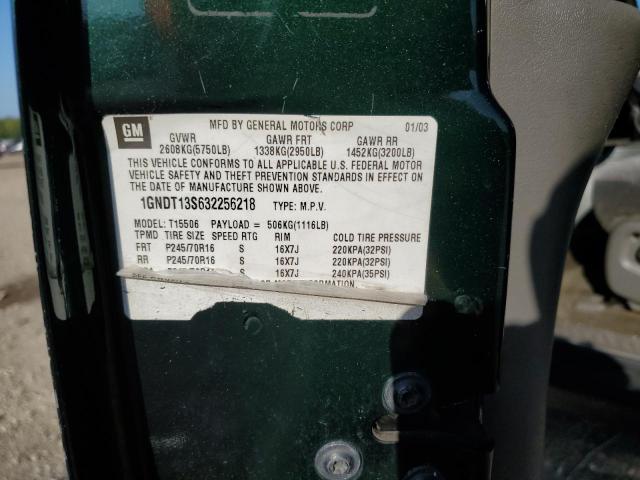 GM
MFD BY GENERAL MOTORS CORP 01/03
GVWR GAWR FRT GAWR RR
2608KG(5750LB) 1338KG(2950LB) 1452KG(3200LB)
THIS VEHICLE CONFORMS TO ALL APPLICABLE U.S. FEDERAL MOTOR
VEHICLE SAFETY AND THEFT PREVENTION STANDARDS IN EFFECT ON
THE DATE OF MANUFACTURE SHOWN ABOVE.
1GNDT13S632256218 TYPE: M.P.V.
MODEL: T15506 PAYLOAD = 506KG(1116LB)
TPMD TIRE SIZE SPEED RTG RIM COLD TIRE PRESSURE
FRT P245/70R16 S 16X7J 220KPA(32PSI)
RR P245/70R16 S 16X7J 220KPA(32PSI)
S 16X7J 240KPA(35PSI)